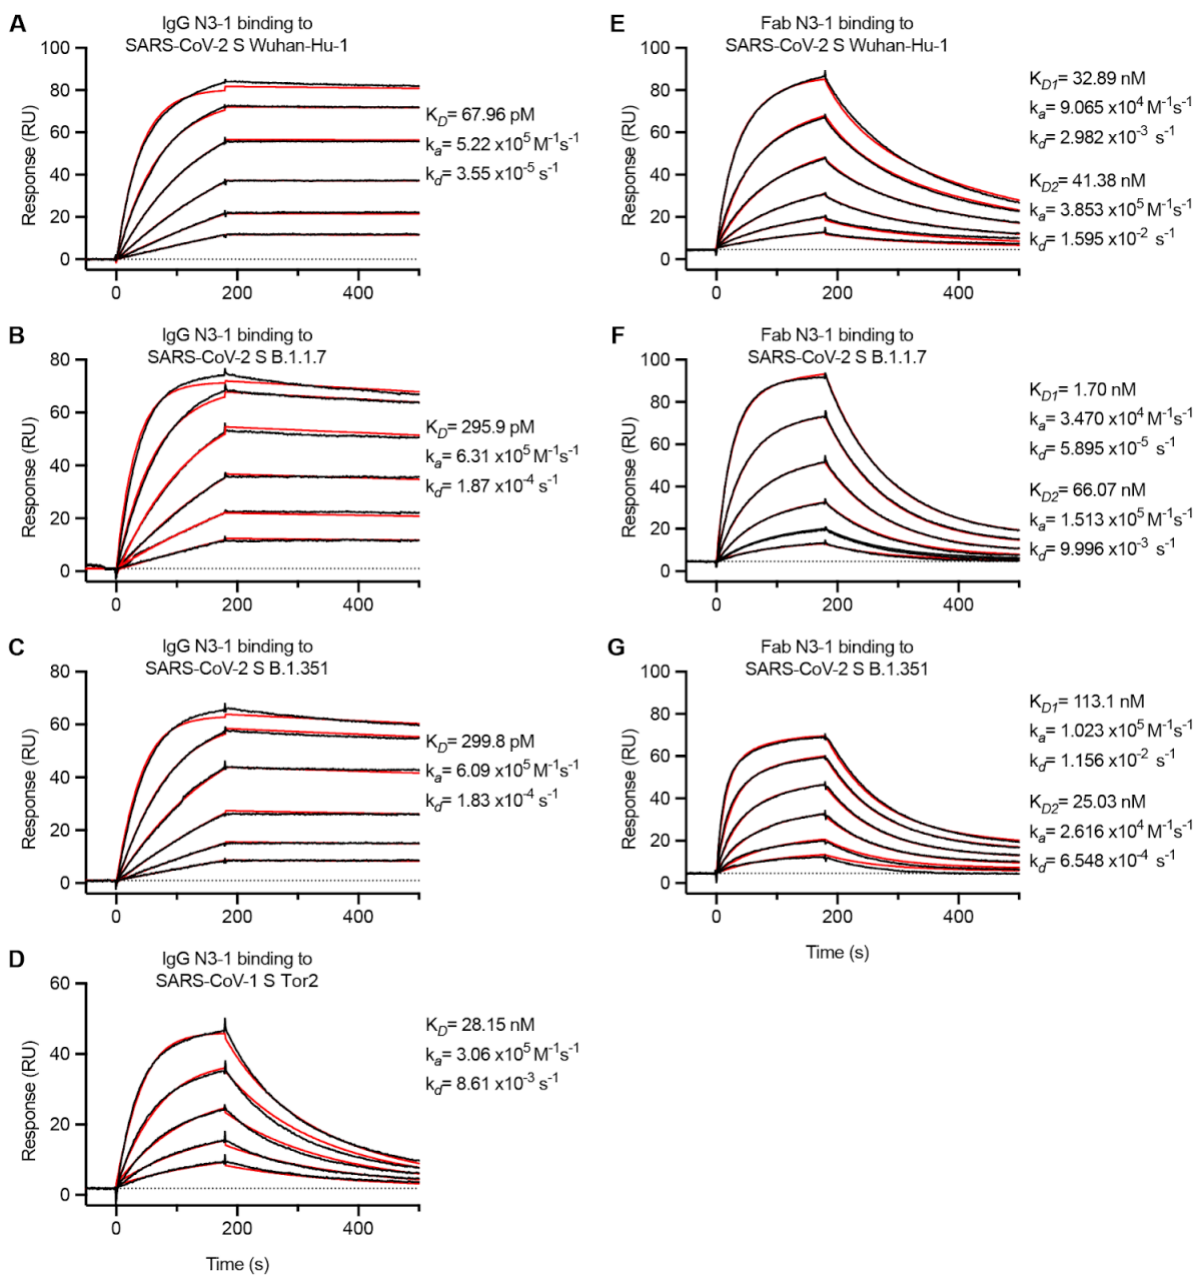 A
IgG N3-1 binding to
SARS-CoV-2 S Wuhan-Hu-1
Response (RU)
100
80
60
40
20
0
0 200 400
K_D= 67.96 pM
k_a= 5.22 x10^5 M^-1s^-1
k_d= 3.55 x10^-5 s^-1
E
Fab N3-1 binding to
SARS-CoV-2 S Wuhan-Hu-1
Response (RU)
100
80
60
40
20
0
0 200 400
K_D1= 32.89 nM
k_a= 9.065 x10^4 M^-1s^-1
k_d= 2.982 x10^-3 s^-1
K_D2= 41.38 nM
k_a= 3.853 x10^5 M^-1s^-1
k_d= 1.595 x10^-2 s^-1
B
IgG N3-1 binding to
SARS-CoV-2 S B.1.1.7
Response (RU)
80
60
40
20
0
0 200 400
K_D= 295.9 pM
k_a= 6.31 x10^5 M^-1s^-1
k_d= 1.87 x10^-4 s^-1
F
Fab N3-1 binding to
SARS-CoV-2 S B.1.1.7
Response (RU)
100
80
60
40
20
0
0 200 400
K_D1= 1.70 nM
k_a= 3.470 x10^4 M^-1s^-1
k_d= 5.895 x10^-5 s^-1
K_D2= 66.07 nM
k_a= 1.513 x10^5 M^-1s^-1
k_d= 9.996 x10^-3 s^-1
C
IgG N3-1 binding to
SARS-CoV-2 S B.1.351
Response (RU)
80
60
40
20
0
0 200 400
K_D= 299.8 pM
k_a= 6.09 x10^5 M^-1s^-1
k_d= 1.83 x10^-4 s^-1
G
Fab N3-1 binding to
SARS-CoV-2 S B.1.351
Response (RU)
100
80
60
40
20
0
0 200 400
Time (s)
K_D1= 113.1 nM
k_a= 1.023 x10^5 M^-1s^-1
k_d= 1.156 x10^-2 s^-1
K_D2= 25.03 nM
k_a= 2.616 x10^4 M^-1s^-1
k_d= 6.548 x10^-4 s^-1
D
IgG N3-1 binding to
SARS-CoV-1 S Tor2
Response (RU)
60
40
20
0
0 200 400
Time (s)
K_D= 28.15 nM
k_a= 3.06 x10^5 M^-1s^-1
k_d= 8.61 x10^-3 s^-1